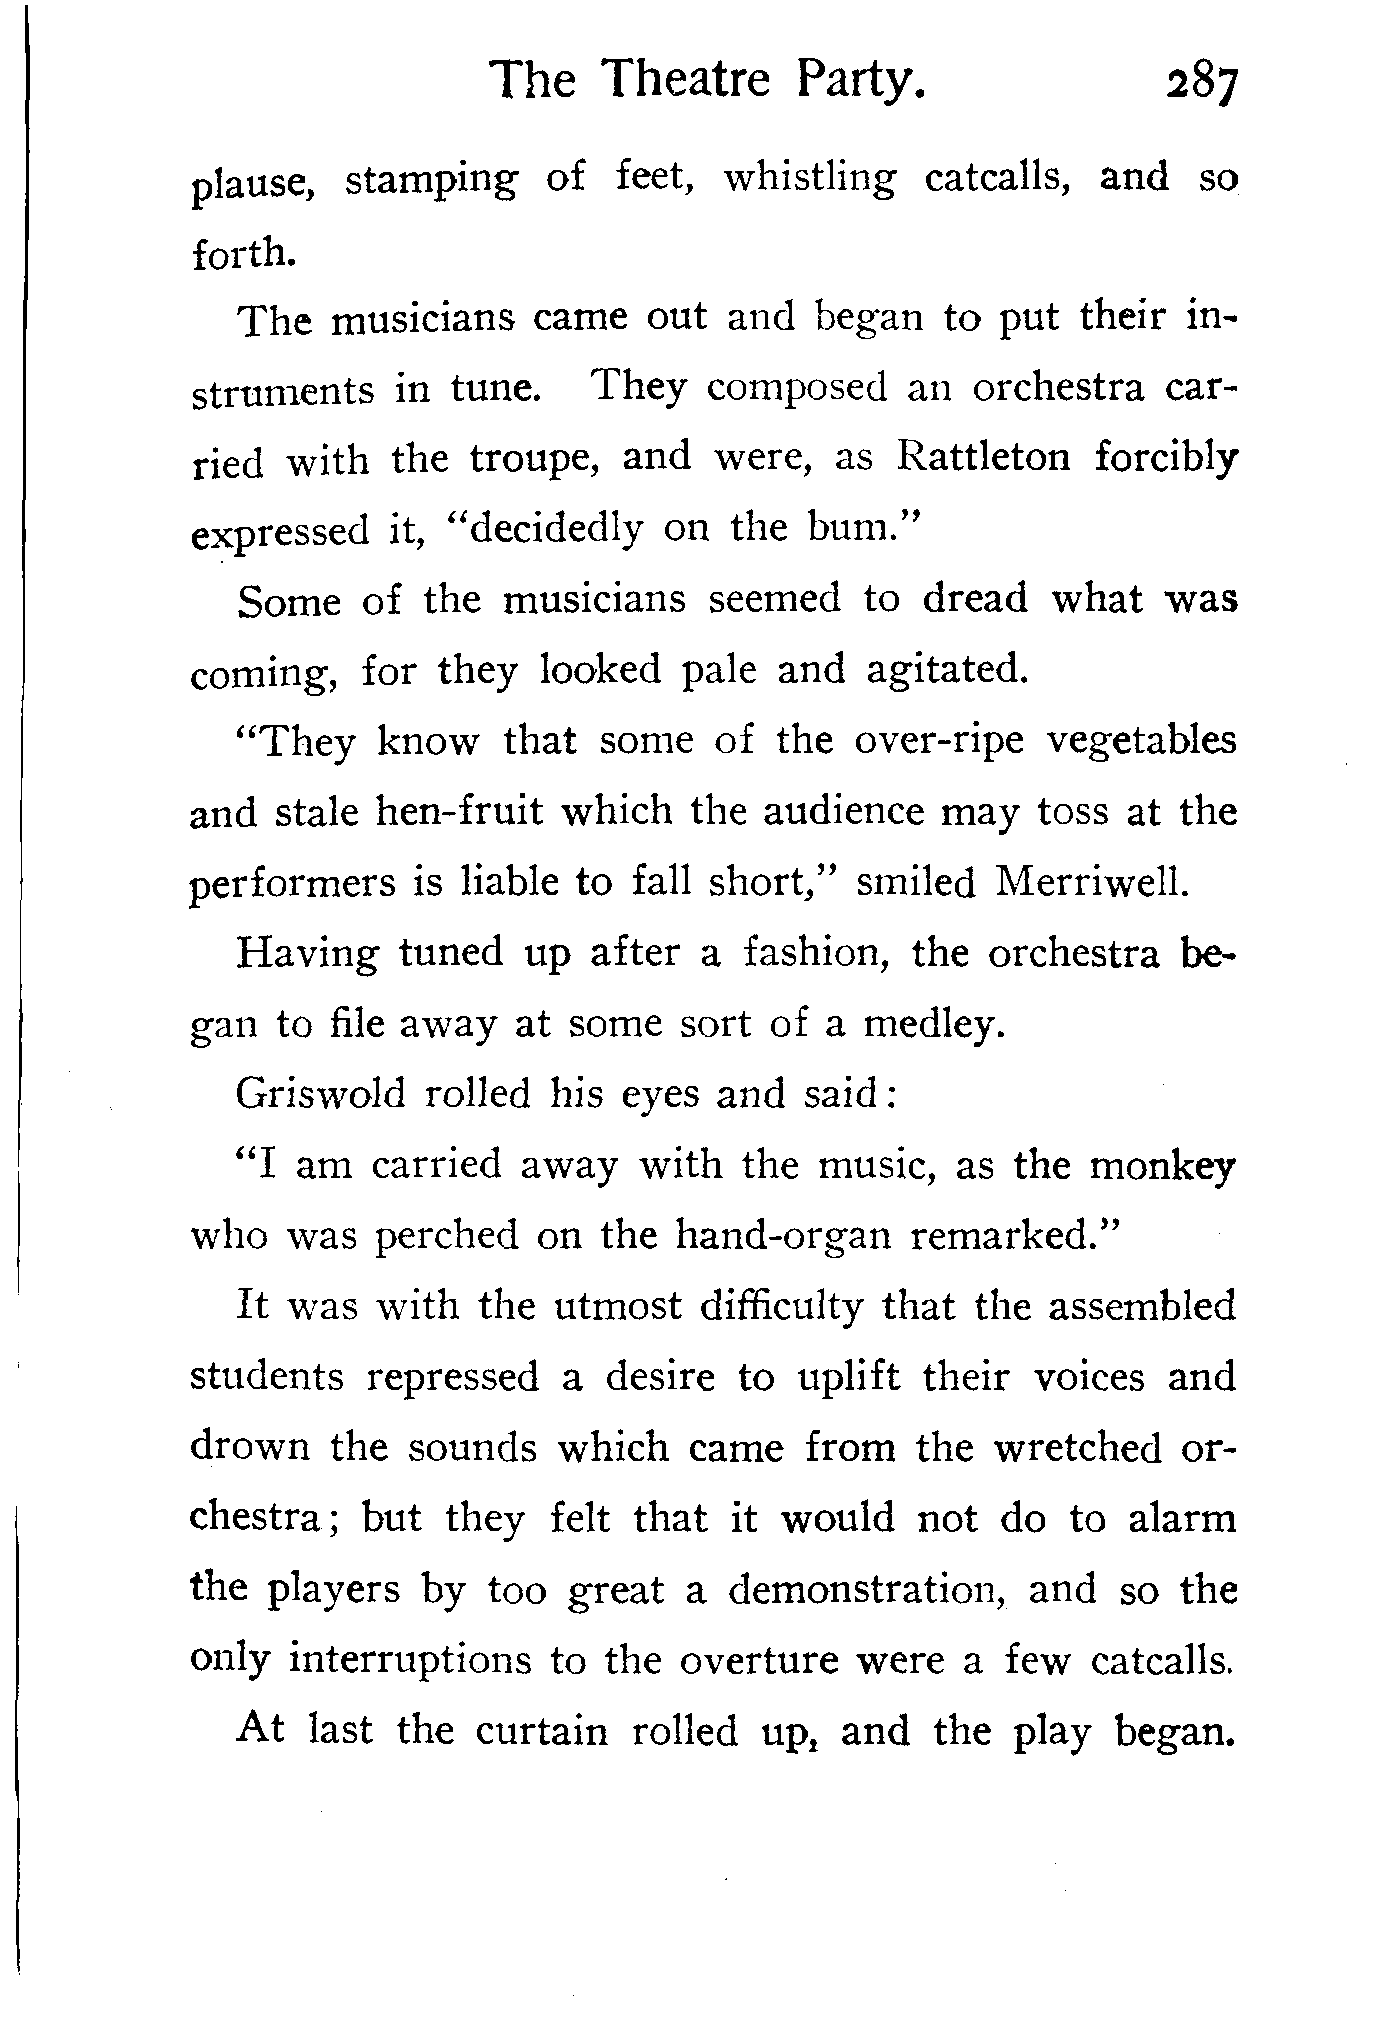 The Theatre Party. 287
plause, stamping of feet, whistling catcalls, and so
forth.
The musicians came out and began to put their in-
struments in tune. They composed an orchestra car-
ried with the troupe, and were, as Rattleton forcibly
expressed it, “decidedly on the bum.”
Some of the musicians seemed to dread what was
coming, for they looked pale and agitated.
“They know that some of the over-ripe vegetables
and stale hen-fruit which the audience may toss at the
performers is liable to fall short,” smiled Merriwell.
Having tuned up after a fashion, the orchestra be-
gan to file away at some sort of a medley.
Griswold rolled his eyes and said:
“I am carried away with the music, as the monkey
who was perched on the hand-organ remarked.”
It was with the utmost difficulty that the assembled
students repressed a desire to uplift their voices and
drown the sounds which came from the wretched or-
chestra; but they felt that it would not do to alarm
the players by too great a demonstration, and so the
only interruptions to the overture were a few catcalls.
At last the curtain rolled up, and the play began.